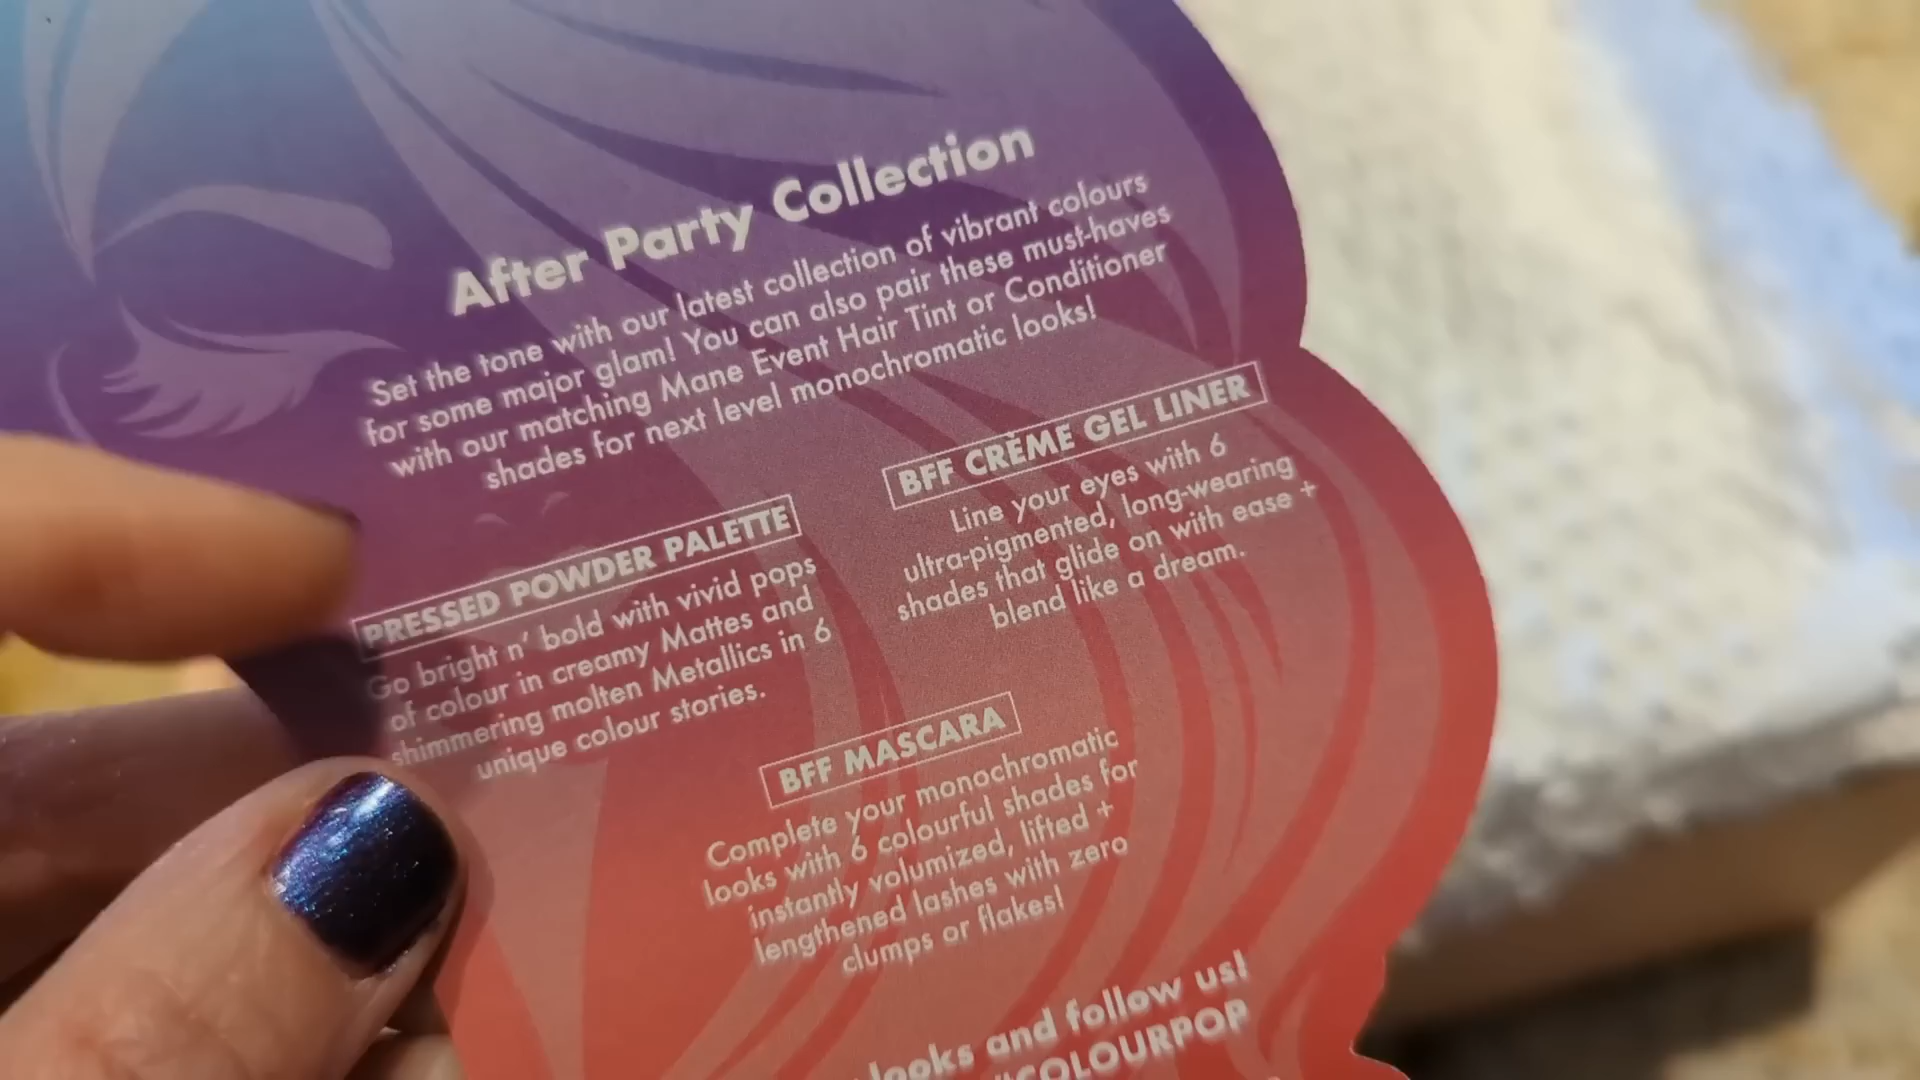 After Party Collection
Set the tone with our latest collection of vibrant colours
for some major glam! You can also pair these must-haves
with our matching Mane Event Hair Tint or Conditioner
shades for next level monochromatic looks!
PRESSED POWDER PALETTE
Go bright n' bold with vivid pops
of colour in creamy Mattes and
shimmering molten Metallics in 6
unique colour stories.
BFF CRÈME GEL LINER
Line your eyes with 6
ultra-pigmented, long-wearing
shades that glide on with ease +
blend like a dream.
BFF MASCARA
Complete your monochromatic
looks with 6 colourful shades for
instantly volumized, lifted +
lengthened lashes with zero
clumps or flakes!
looks and follow us!
#COLOURPOP